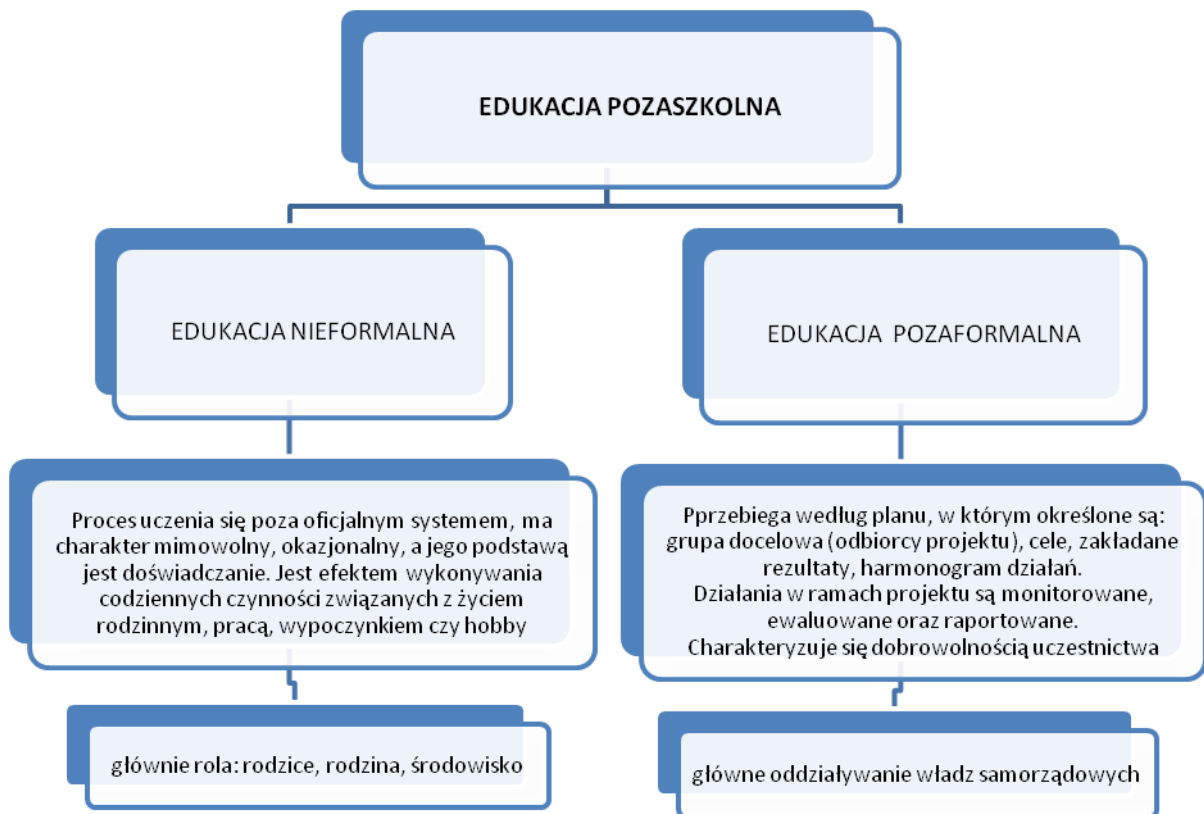 EDUKACJA POZASZKOLNA
EDUKACJA NIEFORMALNA
EDUKACJA POZAFORMALNA
Proces uczenia się poza oficjalnym systemem, ma
charakter mimowolny, okazjonalny, a jego podstawą
jest doświadczanie. Jest efektem wykonywania
codziennych czynności związanych z życiem
rodzinnym, pracą, wypoczynkiem czy hobby
Pprzebiega według planu, w którym określone są:
grupa docelowa (odbiorcy projektu), cele, zakładane
rezultaty, harmonogram działań.
Działania w ramach projektu są monitorowane,
ewaluowane oraz raportowane.
Charakteryzuje się dobrowolnością uczestnictwa
głównie rola: rodzice, rodzina, środowisko
główne oddziaływanie władz samorządowych